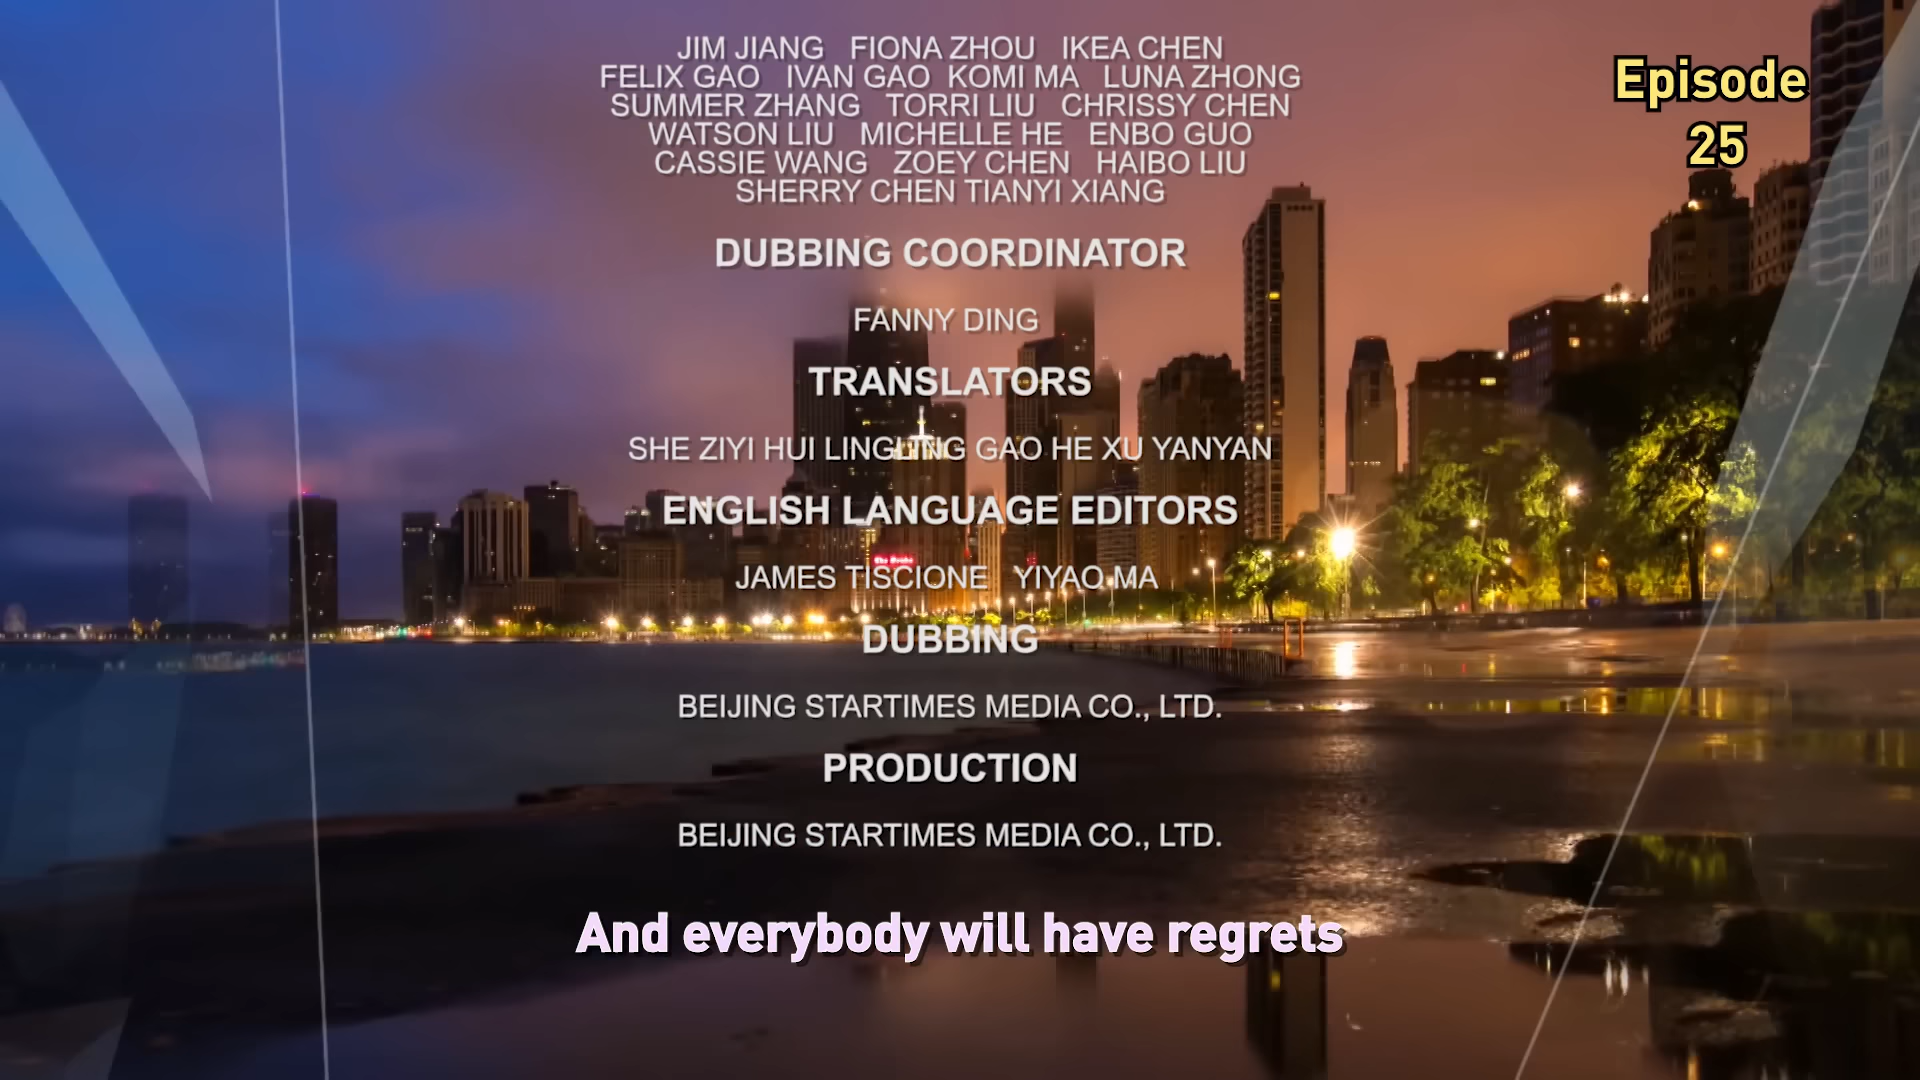 JIM JIANG FIONA ZHOU IKEA CHEN
FELIX GAO IVAN GAO KOMI MA LUNA ZHONG
SUMMER ZHANG TORRI LIU CHRISSY CHEN
WATSON LIU MICHELLE HE ENBO GUO
CASSIE WANG ZOEY CHEN HAIBO LIU
SHERRY CHEN TIANYI XIANG
Episode
25
DUBBING COORDINATOR
FANNY DING
TRANSLATORS
SHE ZIYI HUI LINGLING GAO HE XU YANYAN
ENGLISH LANGUAGE EDITORS
JAMES TISCIONE YIYAO MA
DUBBING
BEIJING STARTIMES MEDIA CO., LTD.
PRODUCTION
BEIJING STARTIMES MEDIA CO., LTD.
And everybody will have regrets